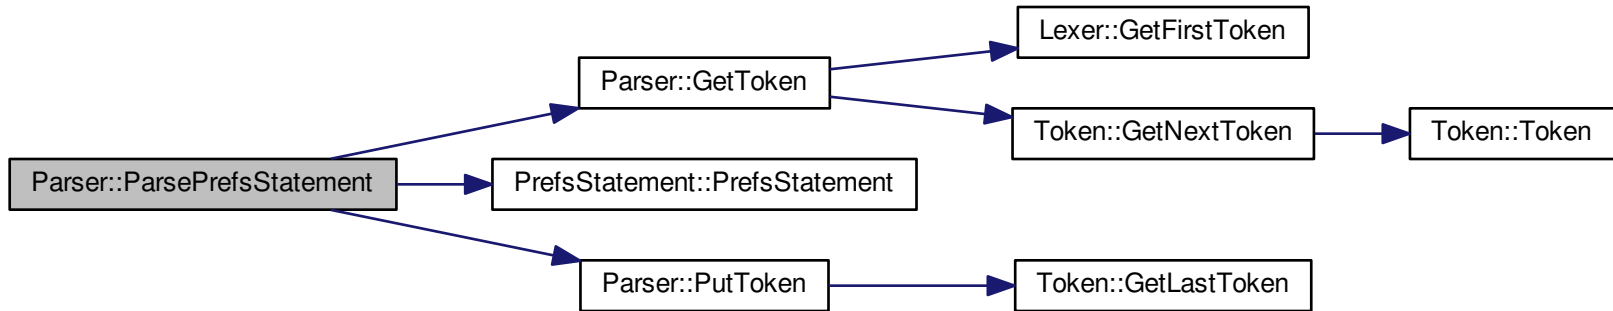 Lexer::GetFirstToken
Parser::GetToken
Token::GetNextToken
Token::Token
Parser::ParsePrefsStatement
PrefsStatement::PrefsStatement
Parser::PutToken
Token::GetLastToken